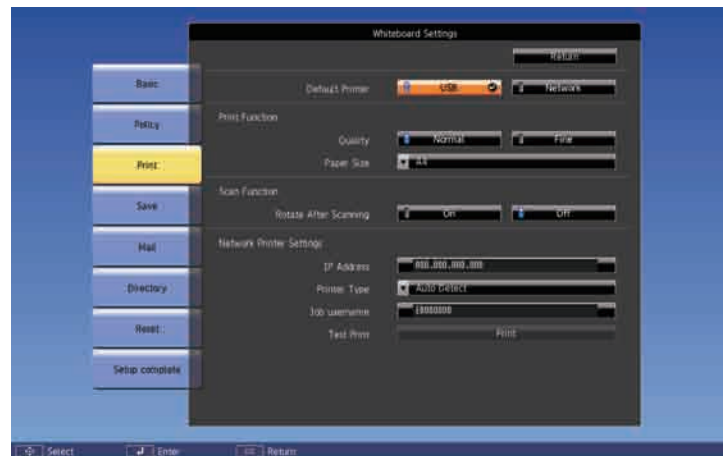 Whiteboard Settings
Return
Basic
Default Printer USB Network
Policy
Print Function
Quality Normal Fine
Print
Paper Size A4
Scan Function
Save
Rotate After Scanning On Off
Mail
Network Printer Settings
IP Address 000.000.000.000
Directory
Printer Type Auto Detect
Job username
Reset
Test Print Print
Setup complete
Select Enter Return